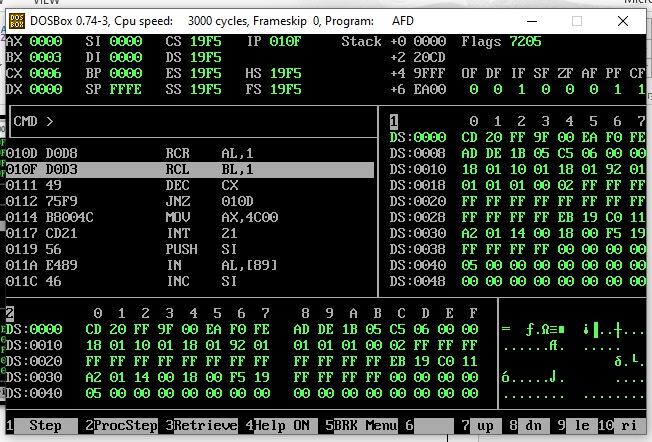 VIEW
DOSBox 0.74-3, Cpu speed: 3000 cycles, Frameskip 0, Program: AFD
AX 0000 SI 0000 CS 19F5 IP 010F Stack +0 0000 Flags 7205
BX 0003 DI 0000 DS 19F5 +2 20CD
CX 0006 BP 0000 ES 19F5 HS 19F5 +4 9FFF OF DF IF SF ZF AF PF CF
DX 0000 SP FFFE SS 19F5 FS 19F5 +6 EA00 0 0 1 0 0 0 1 1
CMD >
1 0 1 2 3 4 5 6 7
DS:0000 CD 20 FF 9F 00 EA F0 FE
010D D0D8 RCR AL,1 DS:0008 AD DE 1B 05 C5 06 00 00
010F D0D3 RCL BL,1 DS:0010 18 01 10 01 18 01 92 01
0111 49 DEC CX DS:0018 01 01 01 00 02 FF FF FF
0112 75F9 JNZ 010D DS:0020 FF FF FF FF FF FF FF FF
0114 B8004C MOV AX,4C00 DS:0028 FF FF FF FF EB 19 C0 11
0117 CD21 INT 21 DS:0030 A2 01 14 00 18 00 F5 19
0119 56 PUSH SI DS:0038 FF FF FF FF 00 00 00 00
011A E489 IN AL,[89] DS:0040 05 00 00 00 00 00 00 00
011C 46 INC SI DS:0048 00 00 00 00 00 00 00 00
2 0 1 2 3 4 5 6 7 8 9 A B C D E F
DS:0000 CD 20 FF 9F 00 EA F0 FE AD DE 1B 05 C5 06 00 00 = ƒ.Ω≡■ ¡▐..┼...
DS:0010 18 01 10 01 18 01 92 01 01 01 01 00 02 FF FF FF ......Æ. .....
DS:0020 FF FF FF FF FF FF FF FF FF FF FF FF EB 19 C0 11 δ.└.
DS:0030 A2 01 14 00 18 00 F5 19 FF FF FF FF 00 00 00 00 ó.....⌡. ....
DS:0040 05 00 00 00 00 00 00 00 00 00 00 00 00 00 00 00 ........ ........
1 Step 2ProcStep 3Retrieve 4Help ON 5BRK Menu 6 7 up 8 dn 9 le 10 ri